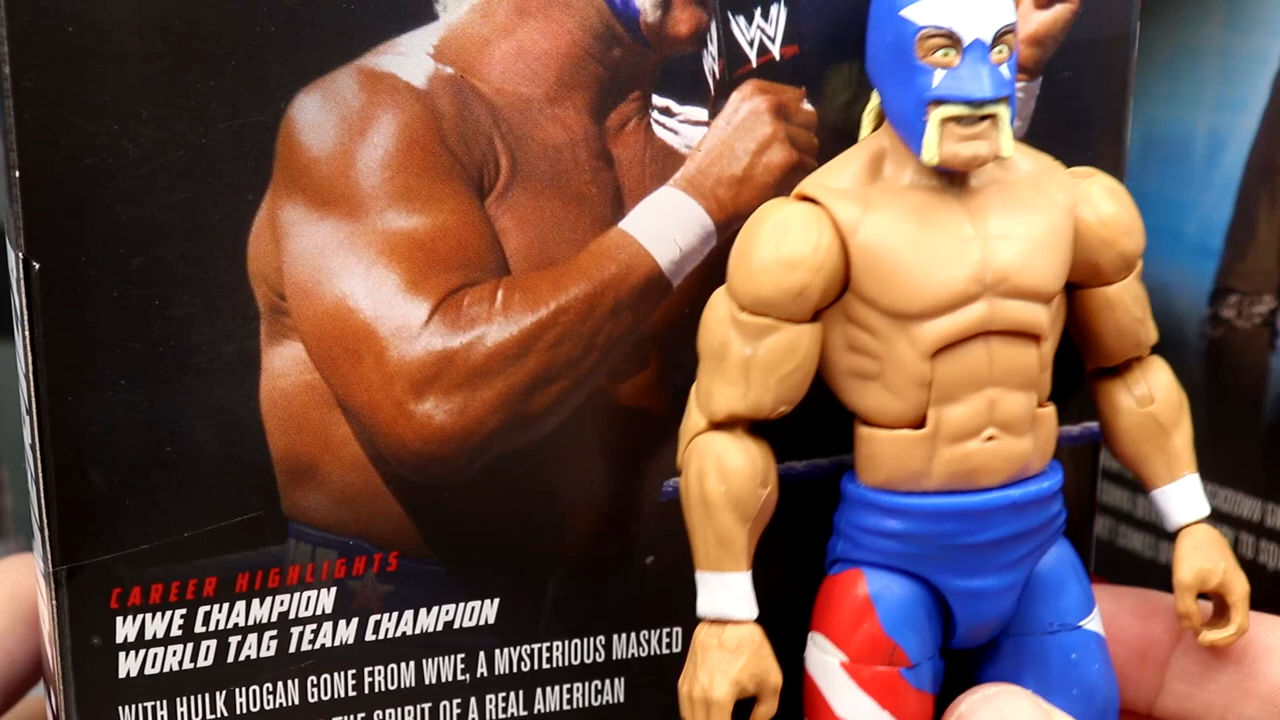 W
CAREER HIGHLIGHTS
WWE CHAMPION
WORLD TAG TEAM CHAMPION
WITH HULK HOGAN GONE FROM WWE, A MYSTERIOUS MASKED
THE SPIRIT OF A REAL AMERICAN